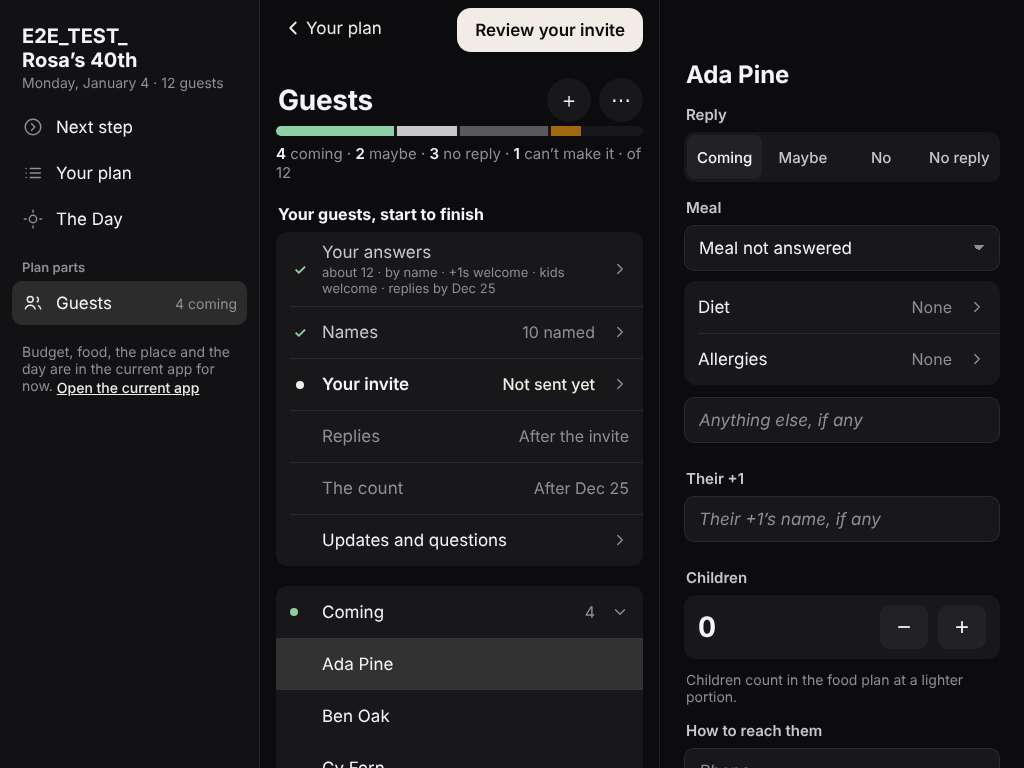 E2E_TEST_
Rosa’s 40th
Monday, January 4 · 12 guests
Next step
Your plan
The Day
Plan parts
Guests 4 coming
Budget, food, the place and the
day are in the current app for
now. Open the current app
Your plan
Review your invite
Guests
4 coming · 2 maybe · 3 no reply · 1 can’t make it · of
12
Your guests, start to finish
Your answers
about 12 · by name · +1s welcome · kids
welcome · replies by Dec 25
Names 10 named
Your invite Not sent yet
Replies After the invite
The count After Dec 25
Updates and questions
Coming 4
Ada Pine
Ben Oak
Cy Fern
Ada Pine
Reply
Coming Maybe No No reply
Meal
Meal not answered
Diet None
Allergies None
Anything else, if any
Their +1
Their +1’s name, if any
Children
0 − +
Children count in the food plan at a lighter
portion.
How to reach them
Phone